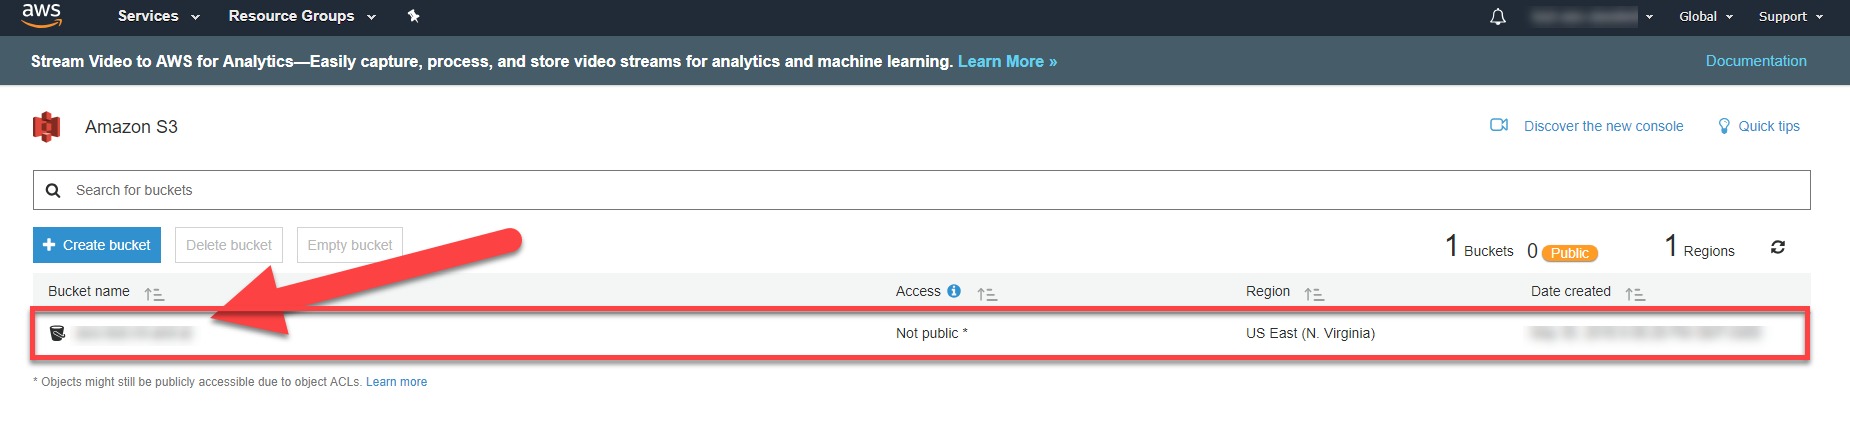 aws Services Resource Groups Global Support
Stream Video to AWS for Analytics—Easily capture, process, and store video streams for analytics and machine learning. Learn More » Documentation
Amazon S3 Discover the new console Quick tips
Search for buckets
Create bucket Delete bucket Empty bucket 1 Buckets 0 Public 1 Regions
Bucket name Access Region Date created
Not public * US East (N. Virginia)
* Objects might still be publicly accessible due to object ACLs. Learn more